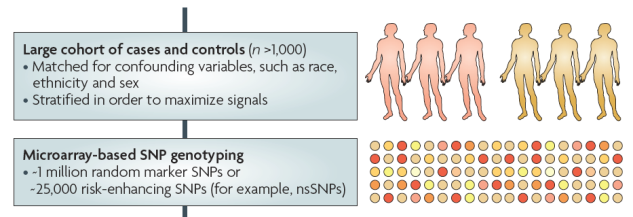 Large cohort of cases and controls (n >1,000)
• Matched for confounding variables, such as race,
ethnicity and sex
• Stratified in order to maximize signals
Microarray-based SNP genotyping
• ~1 million random marker SNPs or
~25,000 risk-enhancing SNPs (for example, nsSNPs)